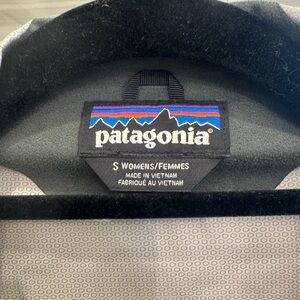 patagonia®
S WOMENS/FEMMES
MADE IN VIETNAM
FABRIQUÉ AU VIETNAM